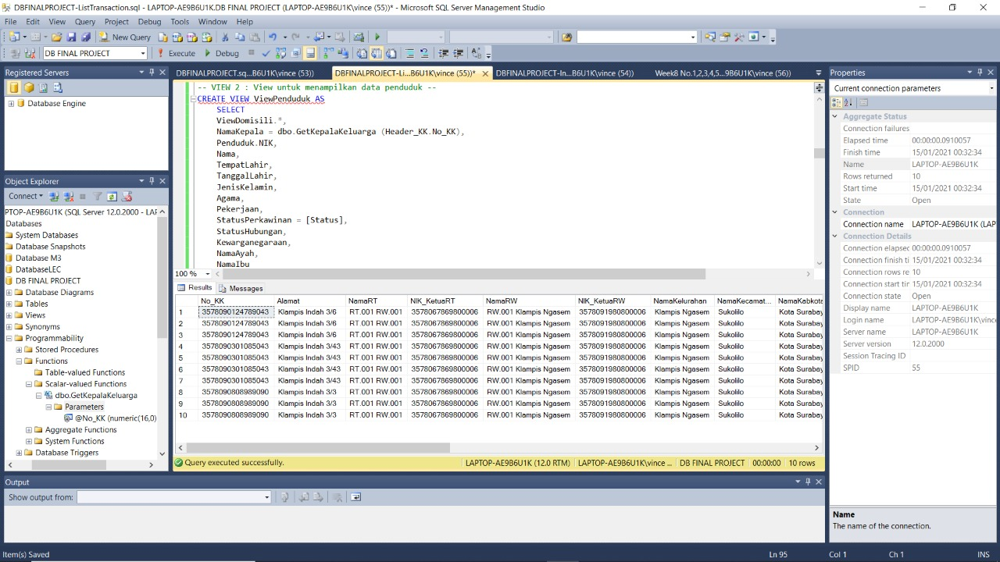 DBFINALPROJECT-ListTransaction.sql - LAPTOP-AE9B6U1K.DB FINAL PROJECT (LAPTOP-AE9B6U1K\vince (55))* - Microsoft SQL Server Management Studio
File Edit View Query Project Debug Tools Window Help
New Query
DB FINAL PROJECT Execute Debug
Registered Servers
Database Engine
Object Explorer
Connect
PTOP-AE9B6U1K (SQL Server 12.0.2000 - LAF
Databases
System Databases
Database Snapshots
Database M3
DatabaseLEC
DB FINAL PROJECT
Database Diagrams
Tables
Views
Synonyms
Programmability
Stored Procedures
Functions
Table-valued Functions
Scalar-valued Functions
dbo.GetKepalaKeluarga
Parameters
@No_KK (numeric(16,0)
Aggregate Functions
System Functions
Database Triggers
DBFINALPROJECT.sq...B6U1K\vince (53)) DBFINALPROJECT-Li...B6U1K\vince (55))* DBFINALPROJECT-In...B6U1K\vince (54)) Week8 No.1,2,3,4,5...9B6U1K\vince (56))
-- VIEW 2 : View untuk menampilkan data penduduk --
CREATE VIEW ViewPenduduk AS
SELECT
ViewDomisili.*,
NamaKepala = dbo.GetKepalaKeluarga (Header_KK.No_KK),
Penduduk.NIK,
Nama,
TempatLahir,
TanggalLahir,
JenisKelamin,
Agama,
Pekerjaan,
StatusPerkawinan = [Status],
StatusHubungan,
Kewarganegaraan,
NamaAyah,
NamaIbu
100 %
Results Messages
No_KK Alamat NamaRT NIK_KetuaRT NamaRW NIK_KetuaRW NamaKelurahan NamaKecamat... NamaKabkota
1 3578090124789043 Klampis Indah 3/6 RT.001 RW.001 3578067869800006 RW.001 Klampis Ngasem 3578091980800006 Klampis Ngasem Sukolilo Kota Surabay
2 3578090124789043 Klampis Indah 3/6 RT.001 RW.001 3578067869800006 RW.001 Klampis Ngasem 3578091980800006 Klampis Ngasem Sukolilo Kota Surabay
3 3578090124789043 Klampis Indah 3/6 RT.001 RW.001 3578067869800006 RW.001 Klampis Ngasem 3578091980800006 Klampis Ngasem Sukolilo Kota Surabay
4 3578090301085043 Klampis Indah 3/43 RT.001 RW.001 3578067869800006 RW.001 Klampis Ngasem 3578091980800006 Klampis Ngasem Sukolilo Kota Surabay
5 3578090301085043 Klampis Indah 3/43 RT.001 RW.001 3578067869800006 RW.001 Klampis Ngasem 3578091980800006 Klampis Ngasem Sukolilo Kota Surabay
6 3578090301085043 Klampis Indah 3/43 RT.001 RW.001 3578067869800006 RW.001 Klampis Ngasem 3578091980800006 Klampis Ngasem Sukolilo Kota Surabay
7 3578090301085043 Klampis Indah 3/43 RT.001 RW.001 3578067869800006 RW.001 Klampis Ngasem 3578091980800006 Klampis Ngasem Sukolilo Kota Surabay
8 3578090808989090 Klampis Indah 3/3 RT.001 RW.001 3578067869800006 RW.001 Klampis Ngasem 3578091980800006 Klampis Ngasem Sukolilo Kota Surabay
9 3578090808989090 Klampis Indah 3/3 RT.001 RW.001 3578067869800006 RW.001 Klampis Ngasem 3578091980800006 Klampis Ngasem Sukolilo Kota Surabay
10 3578090808989090 Klampis Indah 3/3 RT.001 RW.001 3578067869800006 RW.001 Klampis Ngasem 3578091980800006 Klampis Ngasem Sukolilo Kota Surabay
Query executed successfully. LAPTOP-AE9B6U1K (12.0 RTM) LAPTOP-AE9B6U1K\vince ... DB FINAL PROJECT 00:00:00 10 rows
Properties
Current connection parameters
Aggregate Status
Connection failures
Elapsed time 00:00:00.0910057
Finish time 15/01/2021 00:32:34
Name LAPTOP-AE9B6U1K
Rows returned 10
Start time 15/01/2021 00:32:34
State Open
Connection
Connection name LAPTOP-AE9B6U1K (LAP
Connection Details
Connection elapsec 00:00:00.0910057
Connection finish ti 15/01/2021 00:32:34
Connection rows re 10
Connection start tir 15/01/2021 00:32:34
Connection state Open
Display name LAPTOP-AE9B6U1K
Login name LAPTOP-AE9B6U1K\vince
Server name LAPTOP-AE9B6U1K
Server version 12.0.2000
Session Tracing ID
SPID 55
Name
The name of the connection.
Output
Show output from:
Item(s) Saved Ln 95 Col 1 Ch 1 INS